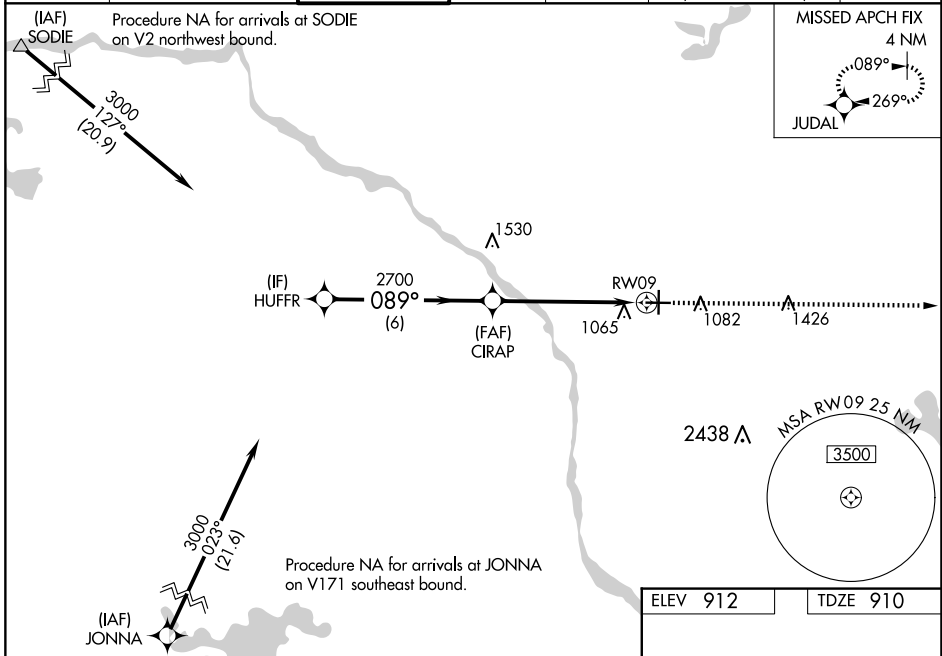 (IAF)
SODIE
Procedure NA for arrivals at SODIE
on V2 northwest bound.
3000
127°
(20.9)
MISSED APCH FIX
4 NM
089°
269°
JUDAL
1530
(IF)
HUFFR
2700
089°
(6)
(FAF)
CIRAP
RW09
1065
1082
1426
2438
MSA RW09 25 NM
3500
3000
023°
(21.6)
Procedure NA for arrivals at JONNA
on V171 southeast bound.
(IAF)
JONNA
ELEV 912
TDZE 910